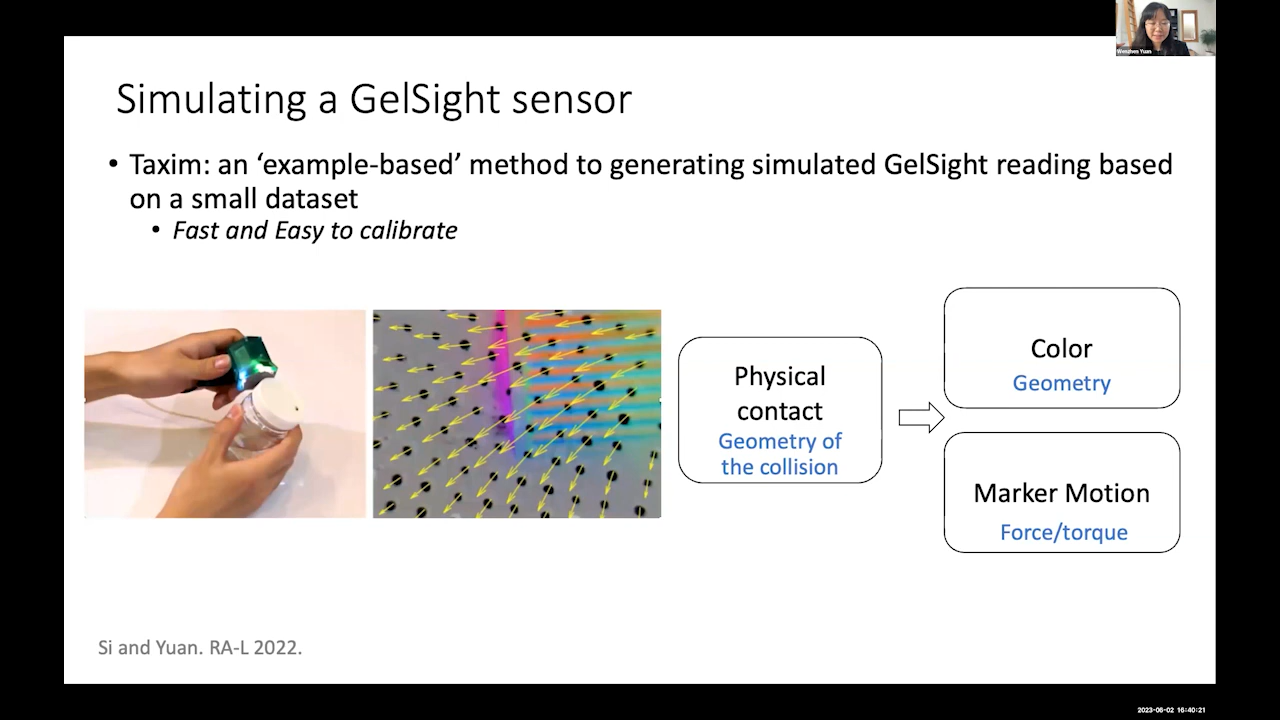 Wenzhen Yuan
Simulating a GelSight sensor
• Taxim: an ‘example-based’ method to generating simulated GelSight reading based
on a small dataset
• Fast and Easy to calibrate
Physical
contact
Geometry of
the collision
Color
Geometry
Marker Motion
Force/torque
Si and Yuan. RA-L 2022.
2023-06-02 16:40:21